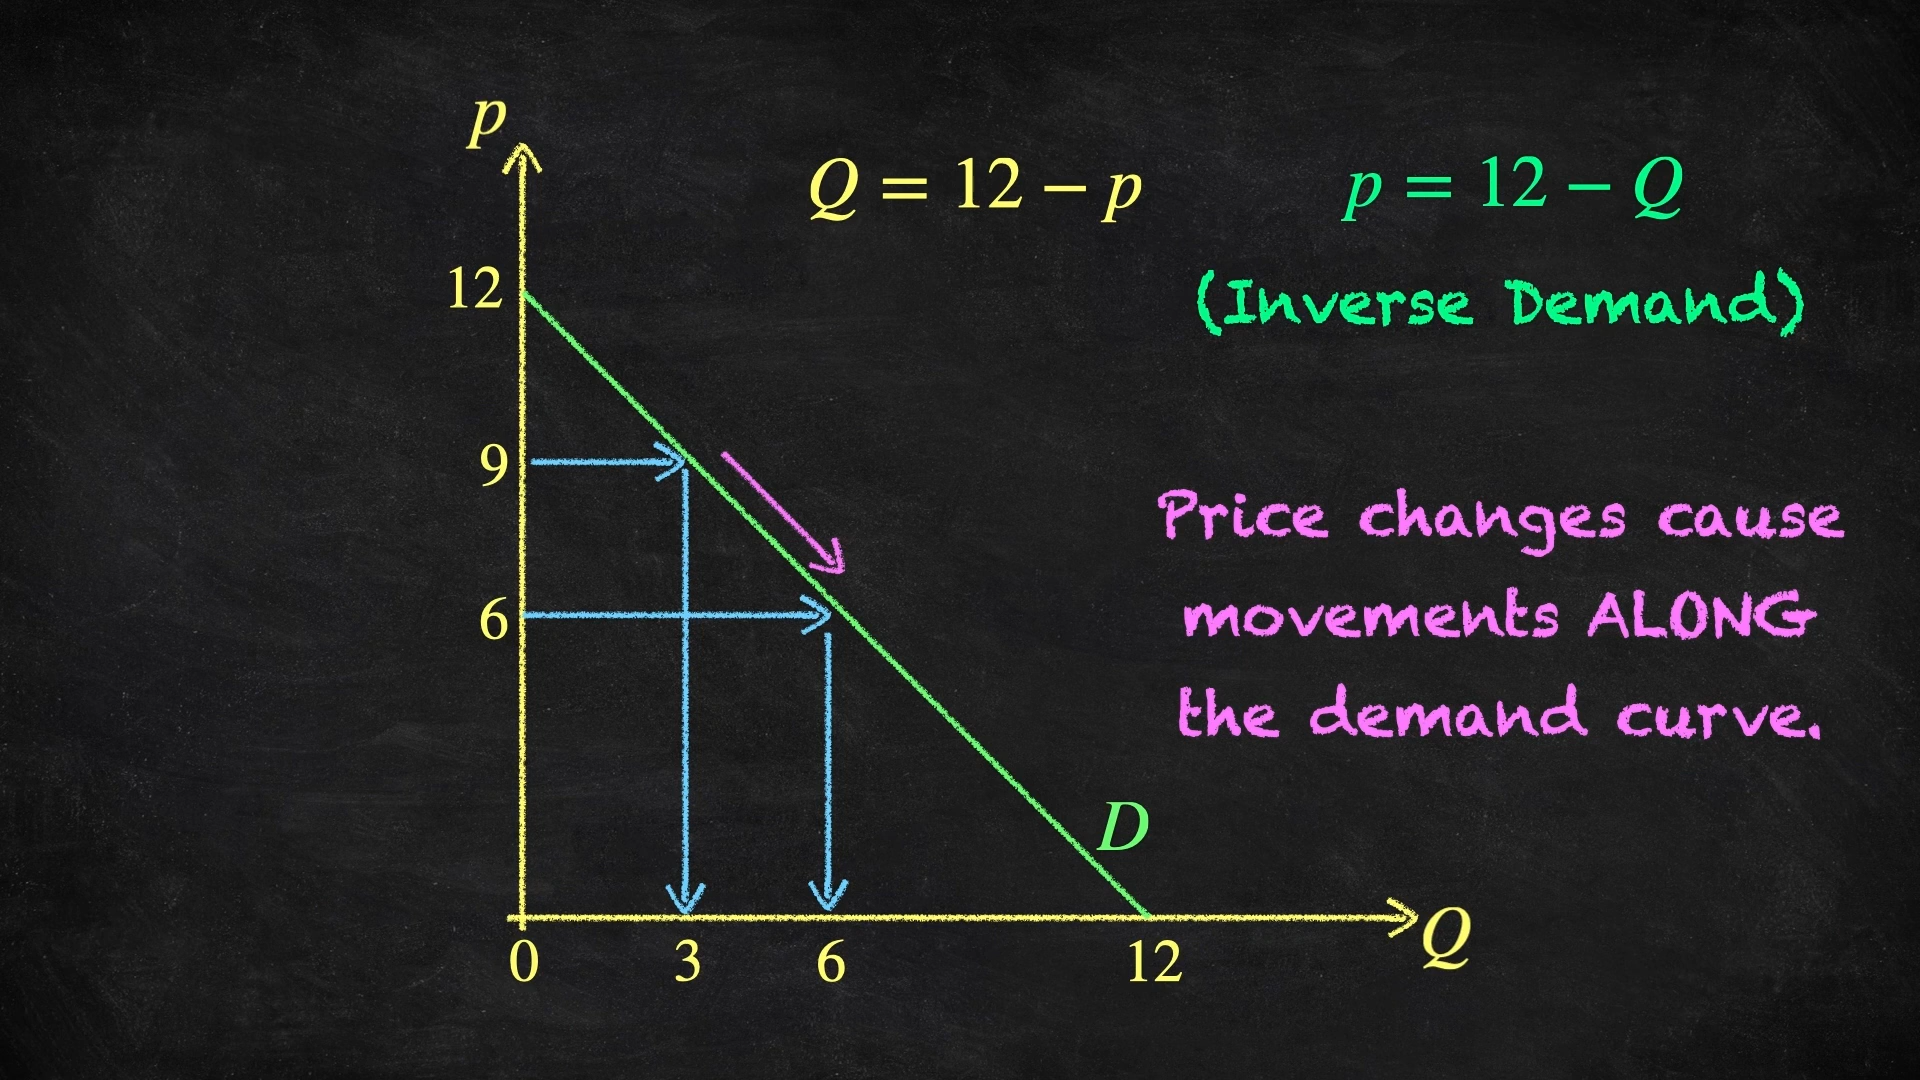 p
Q = 12 − p
p = 12 − Q
(Inverse Demand)
12
9
6
Price changes cause
movements ALONG
the demand curve.
D
Q
0
3
6
12